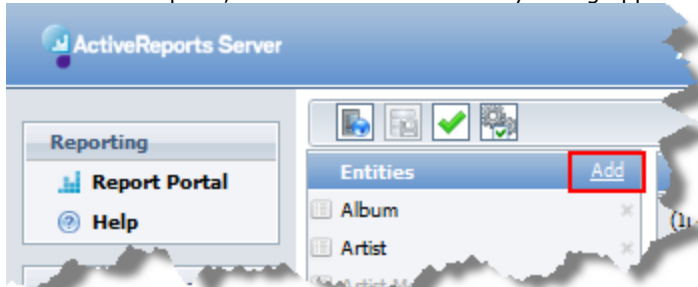 ActiveReports Server
Reporting
Report Portal
Help
Entities Add
Album
Artist